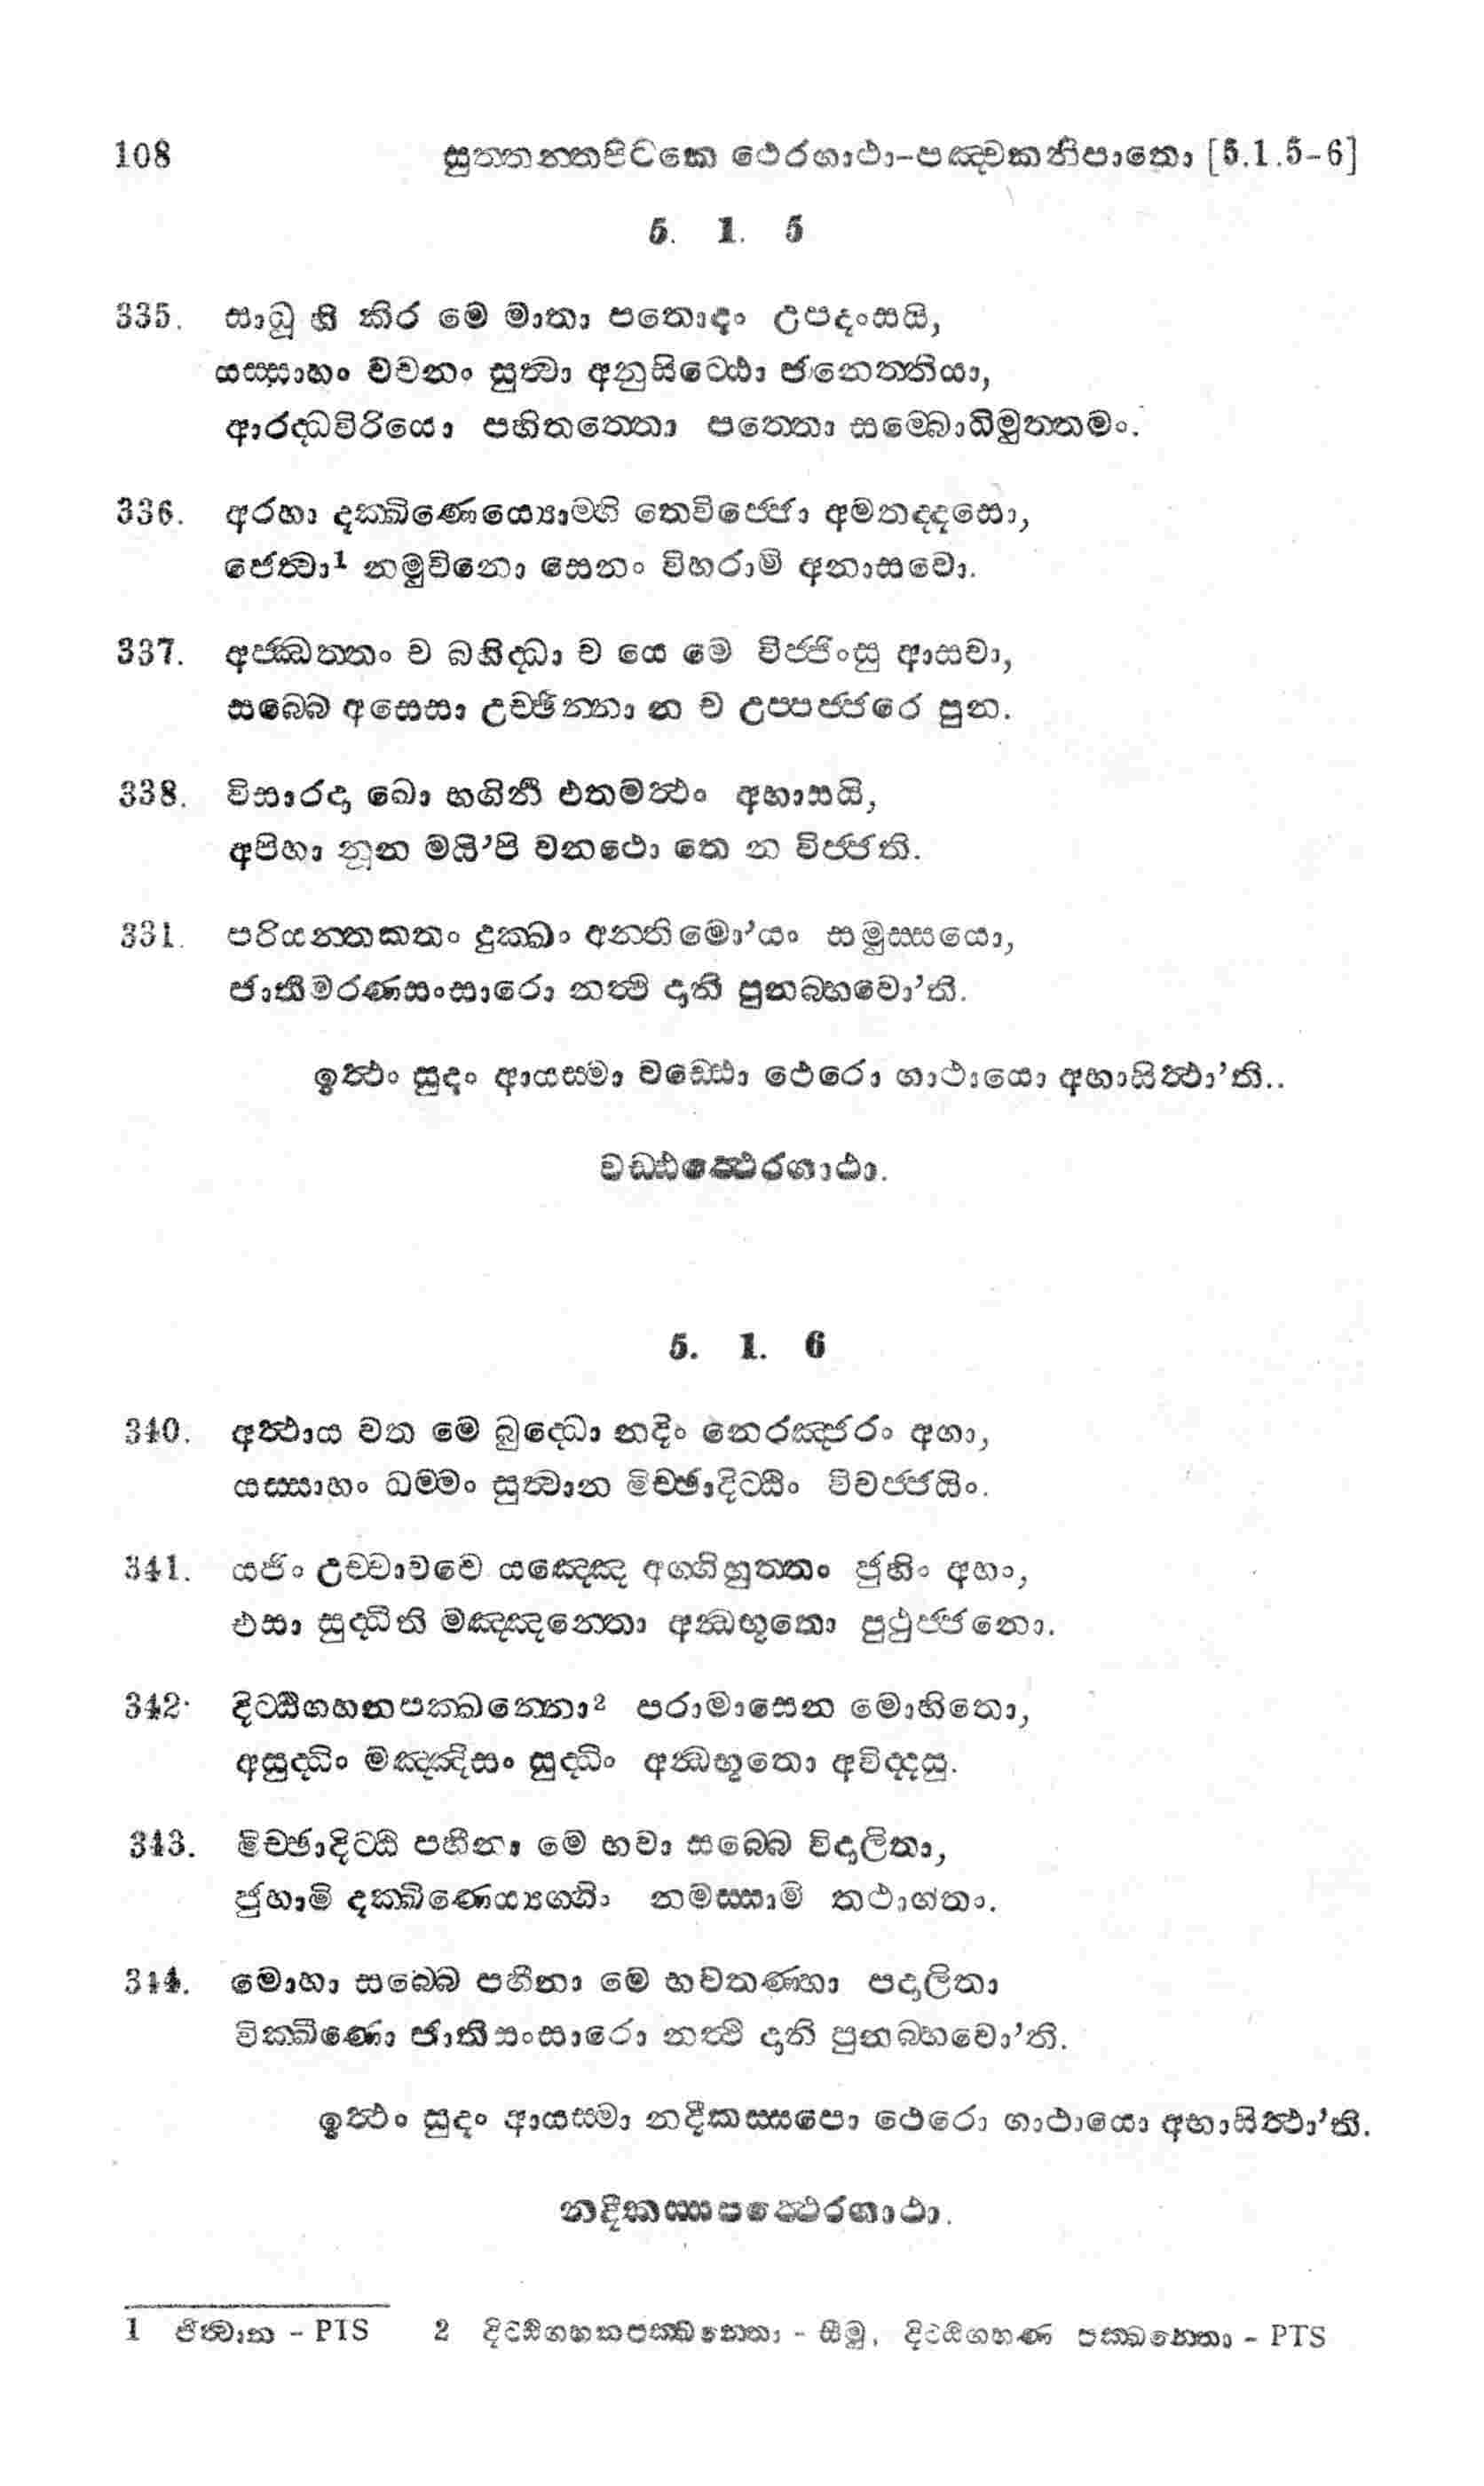 108 සුත්තන්තපිටකෙ ථෙරගාථා-පඤ්චකනිපාතො [5.1.5-6]
5. 1. 5
335. සාධූ හි කිර මෙ මාතා පතොදං උපදංසයි,
යස්සාහං වචනං සුත්වා අනුසිට්ඨො ජනෙත්තියා,
ආරද්ධවිරියො පහිතත්තො පත්තො සම්බොධිමුත්තමං.
336. අරහා දක්ඛිණෙය්‍යොම්හි තෙවිජ්ජො අමතද්දසො,
ජෙත්වා1 නමුචිනො සෙනං විහරාමි අනාසවො.
337. අජ්ඣත්තං ච බහිද්ධා ච යෙ මෙ විජ්ජිංසු ආසවා,
සබ්බෙ අසෙසා උච්ඡින්නා න ච උප්පජ්ජරෙ පුන.
338. විසාරදා ඛො භගිනී එතමත්ථං අභාසයි,
අපිහා නූන මයි’පි වනථො තෙ න විජ්ජති.
331. පරියන්තකතං දුක්ඛං අන්තිමො’යං සමුස්සයො,
ජාතිමරණසංසාරො නත්ථි දානි පුනබ්භවො’ති.
ඉත්ථං සුදං ආයස්මා වඩ්ඪො ථෙරො ගාථායො අභාසිත්ථා’ති..
වඩ්ඪත්ථෙරගාථා.
5. 1. 6
340. අත්ථාය වත මෙ බුද්ධො නදිං නෙරඤ්ජරං අගා,
යස්සාහං ධම්මං සුත්වාන මිච්ඡාදිට්ඨිං විවජ්ජයිං.
341. යජිං උච්චාවචෙ යඤ්ඤෙ අග්ගිහුත්තං ජුහිං අහං,
එසා සුද්ධීති මඤ්ඤන්තො අන්ධභූතො පුථුජ්ජනො.
342. දිට්ඨිගහනපක්ඛන්නො2 පරාමාසෙන මොහිතො,
අසුද්ධිං මඤ්ඤිසං සුද්ධිං අන්ධභූතො අවිද්දසු.
343. මිච්ඡාදිට්ඨි පහීනා මෙ භවා සබ්බෙ විදාලිතා,
ජුහාමි දක්ඛිණෙය්‍යග්ගිං නමස්සාමි තථාගතං.
344. මොහා සබ්බෙ පහීනා මෙ භවතණ්හා පදාලිතා
වික්ඛීණො ජාතිසංසාරො නත්ථි දානි පුනබ්භවො’ති.
ඉත්ථං සුදං ආයස්මා නදීකස්සපො ථෙරො ගාථායො අභාසිත්ථා’ති.
නදීකස්සපත්ථෙරගාථා.
1 ජිත්වාන - PTS 2 දිට්ඨිගහනපක්ඛන්තො - සීමු, දිට්ඨිගහණ පක්ඛන්තො - PTS